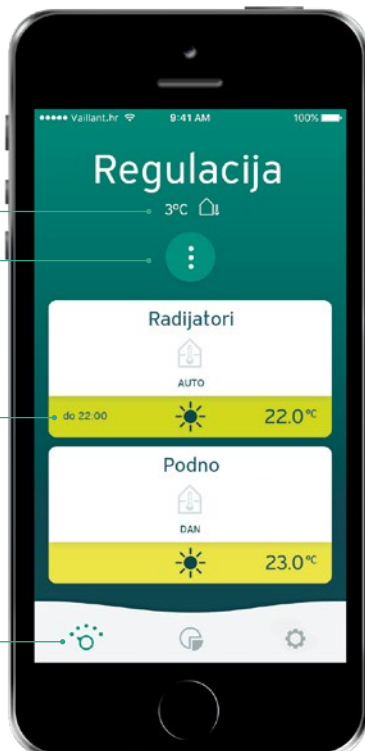 Vaillant.hr 9:41 AM 100%
Regulacija
3°C
Radijatori
AUTO
do 22:00 22.0°C
Podno
DAN
23.0°C